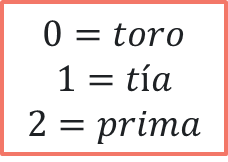 0 = toro
1 = tía
2 = prima